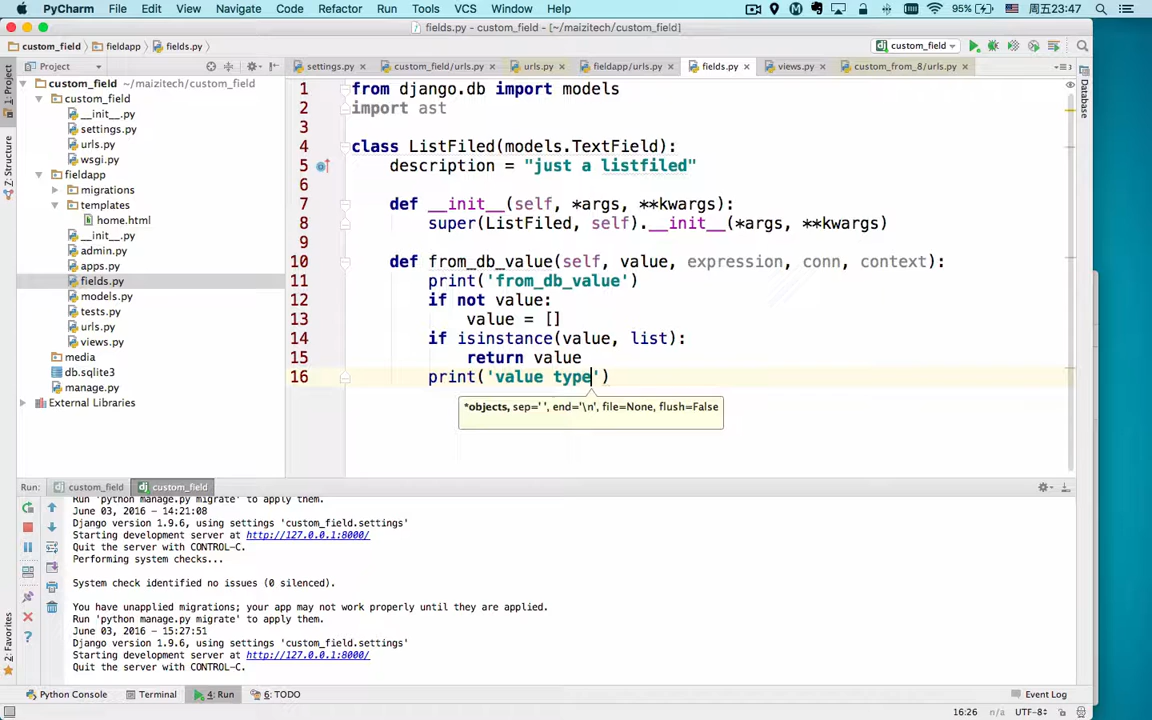 PyCharm File Edit View Navigate Code Refactor Run Tools VCS Window Help 95% 周五23:47
fields.py - custom_field - [~/maizitech/custom_field]
custom_field fieldapp fields.py custom_field
Project settings.py custom_field/urls.py urls.py fieldapp/urls.py fields.py views.py custom_from_8/urls.py
1: Project
Z: Structure
2: Favorites
Database
custom_field ~/maizitech/custom_field
custom_field
__init__.py
settings.py
urls.py
wsgi.py
fieldapp
migrations
templates
home.html
__init__.py
admin.py
apps.py
fields.py
models.py
tests.py
urls.py
views.py
media
db.sqlite3
manage.py
External Libraries
1 from django.db import models
2 import ast
3
4 class ListFiled(models.TextField):
5 description = "just a listfiled"
6
7 def __init__(self, *args, **kwargs):
8 super(ListFiled, self).__init__(*args, **kwargs)
9
10 def from_db_value(self, value, expression, conn, context):
11 print('from_db_value')
12 if not value:
13 value = []
14 if isinstance(value, list):
15 return value
16 print('value type')
*objects, sep=' ', end='\n', file=None, flush=False
Run: custom_field custom_field
Run 'python manage.py migrate' to apply them.
June 03, 2016 - 14:21:08
Django version 1.9.6, using settings 'custom_field.settings'
Starting development server at http://127.0.0.1:8000/
Quit the server with CONTROL-C.
Performing system checks...
System check identified no issues (0 silenced).
You have unapplied migrations; your app may not work properly until they are applied.
Run 'python manage.py migrate' to apply them.
June 03, 2016 - 15:27:51
Django version 1.9.6, using settings 'custom_field.settings'
Starting development server at http://127.0.0.1:8000/
Quit the server with CONTROL-C.
Python Console Terminal 4: Run 6: TODO Event Log
16:26 n/a UTF-8